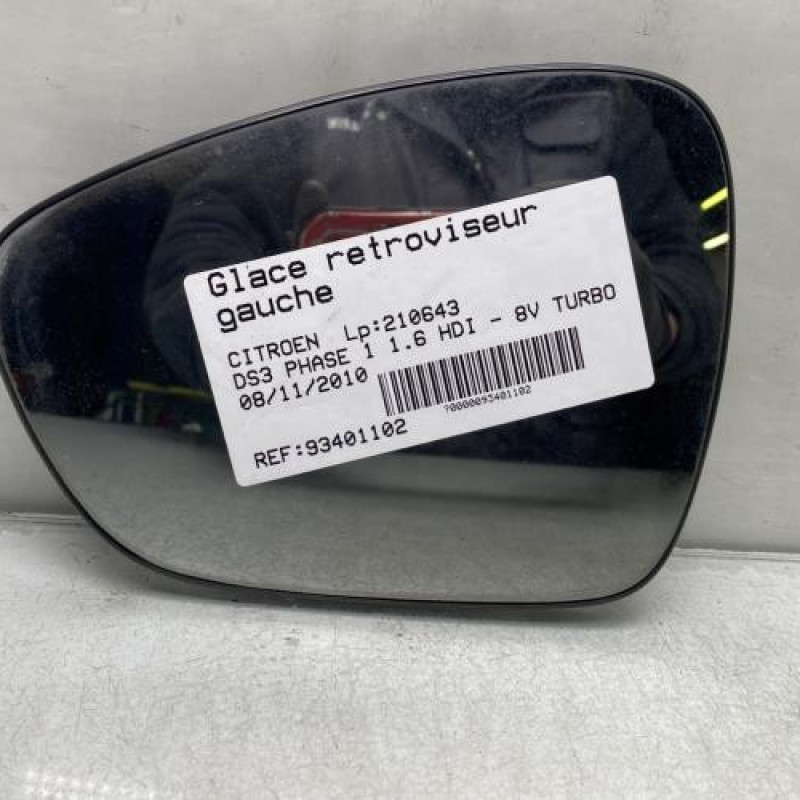 Glace retroviseur
gauche
CITROEN Lp:210643
DS3 PHASE 1 1.6 HDI - 8V TURBO
08/11/2010
70000093401102
REF:93401102